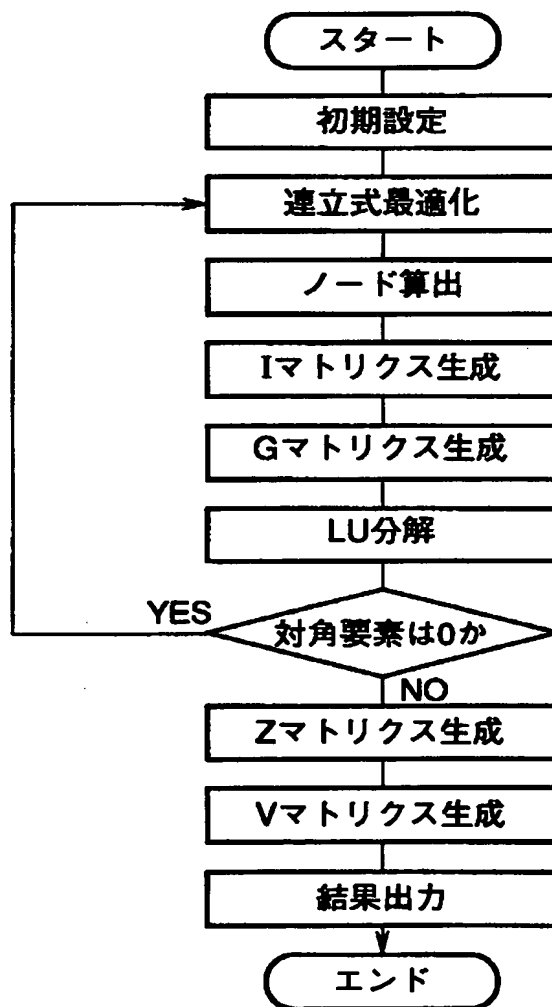 スタート
初期設定
連立式最適化
ノード算出
Iマトリクス生成
Gマトリクス生成
LU分解
YES
対角要素は0か
NO
Zマトリクス生成
Vマトリクス生成
結果出力
エンド